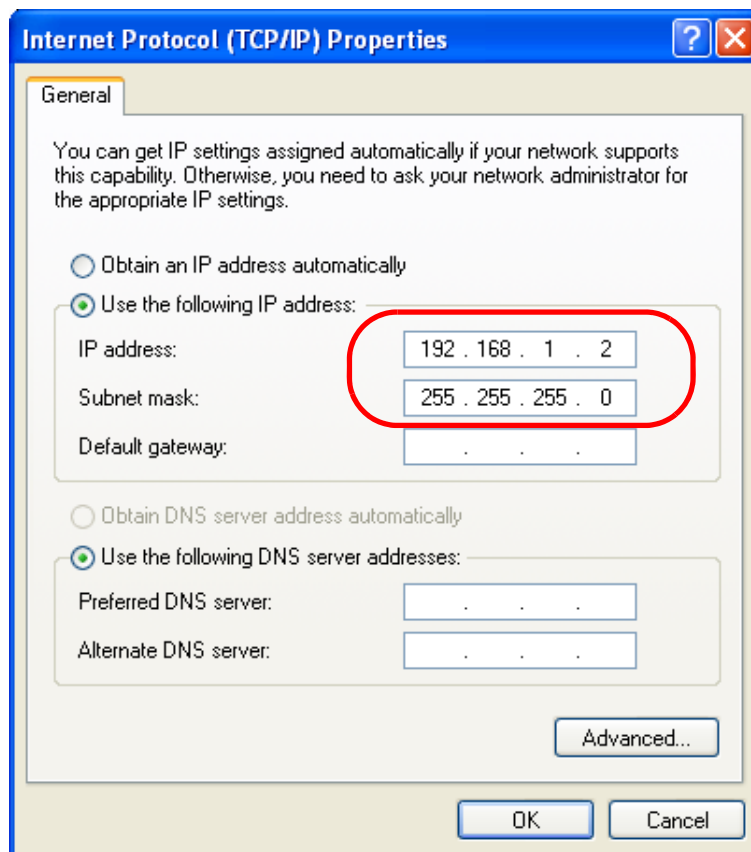 Internet Protocol (TCP/IP) Properties
General
You can get IP settings assigned automatically if your network supports
this capability. Otherwise, you need to ask your network administrator for
the appropriate IP settings.
Obtain an IP address automatically
Use the following IP address:
IP address: 192 . 168 . 1 . 2
Subnet mask: 255 . 255 . 255 . 0
Default gateway: . . .
Obtain DNS server address automatically
Use the following DNS server addresses:
Preferred DNS server: . . .
Alternate DNS server: . . .
Advanced...
OK Cancel